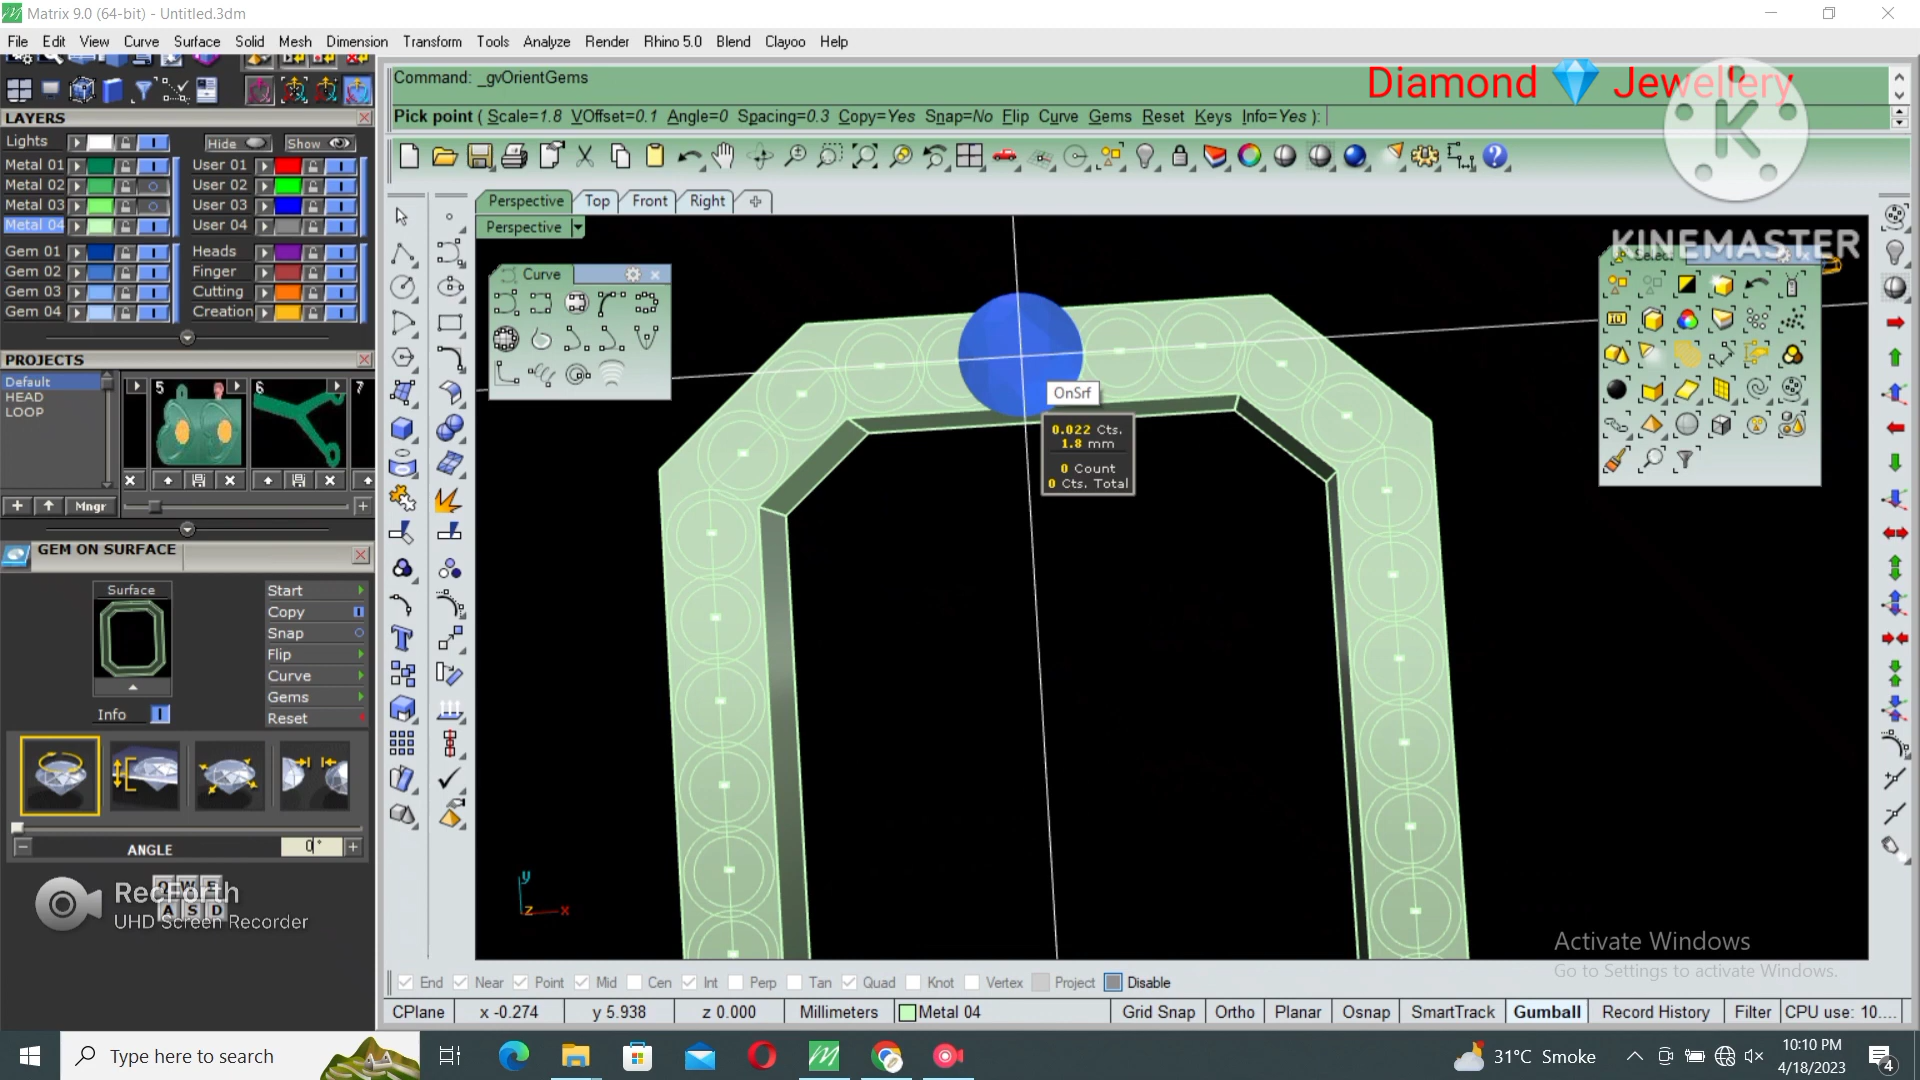 Matrix 9.0 (64-bit) - Untitled.3dm
File Edit View Curve Surface Solid Mesh Dimension Transform Tools Analyze Render Rhino 5.0 Blend Clayoo Help
Command: _gvOrientGems
Diamond 💎 Jewellery
K
Pick point ( Scale=1.8 VOffset=0.1 Angle=0 Spacing=0.3 Copy=Yes Snap=No Flip Curve Gems Reset Keys Info=Yes ):
LAYERS
Lights Hide Show
Metal 01 User 01
Metal 02 User 02
Metal 03 User 03
Metal 04 User 04
Gem 01 Heads
Gem 02 Finger
Gem 03 Cutting
Gem 04 Creation
PROJECTS
Default
HEAD
LOOP
5 6 7
Mngr
GEM ON SURFACE
Surface
Start
Copy
Snap
Flip
Curve
Gems
Info
Reset
ANGLE
0°
Q W E
A S D
RecForth
UHD Screen Recorder
Perspective Top Front Right
Perspective
Curve
KINEMASTER
Select
OnSrf
0.022 Cts.
1.8 mm
0 Count
0 Cts. Total
y
z x
Activate Windows
Go to Settings to activate Windows.
End Near Point Mid Cen Int Perp Tan Quad Knot Vertex Project Disable
CPlane x -0.274 y 5.938 z 0.000 Millimeters Metal 04 Grid Snap Ortho Planar Osnap SmartTrack Gumball Record History Filter CPU use: 10....
Type here to search
31°C Smoke
10:10 PM
4/18/2023
4